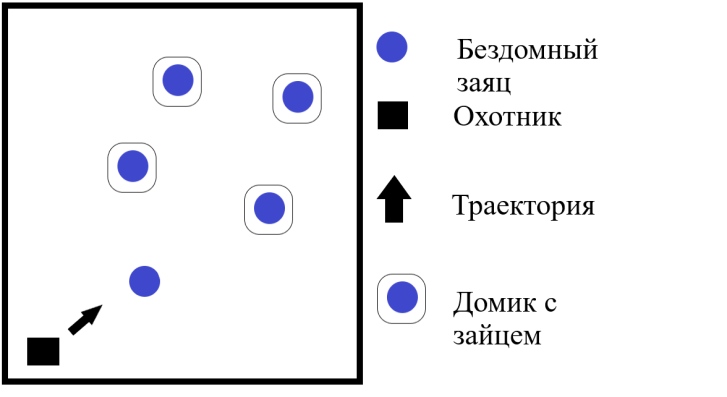 Бездомный
заяц
Охотник
Траектория
Домик с
зайцем